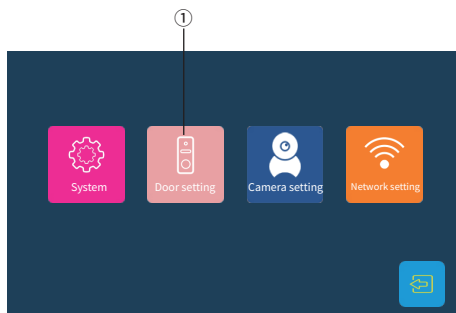 ①
System
Door setting
Camera setting
Network setting